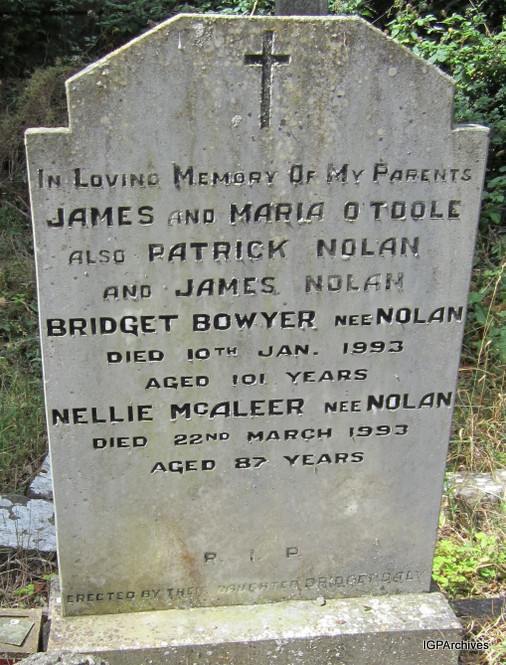 In Loving Memory Of My Parents
JAMES AND MARIA O'TOOLE
ALSO PATRICK NOLAN
AND JAMES NOLAN
BRIDGET BOWYER NEE NOLAN
DIED 10TH JAN. 1993
AGED 101 YEARS
NELLIE McALEER NEE NOLAN
DIED 22ND MARCH 1993
AGED 87 YEARS
R. I. P.
ERECTED BY THEIR DAUGHTER BRIDGET
IGPArchives